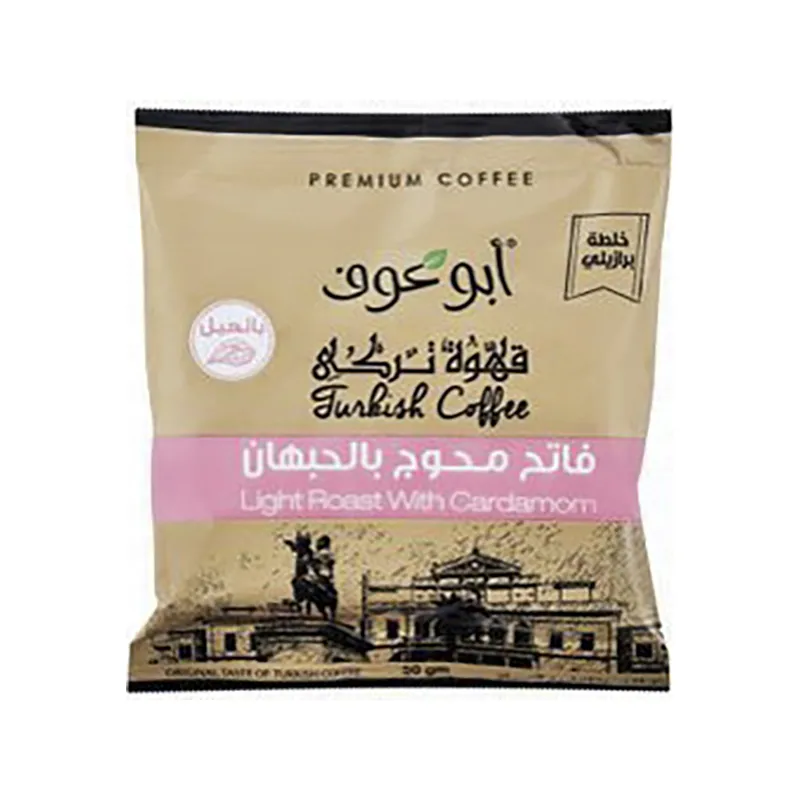 PREMIUM COFFEE
خلطة
برازيلي
أبو عوف®
بالهيل
قهوة تركي
Turkish Coffee
فاتح محوج بالحبهان
Light Roast With Cardamom
ORIGINAL TASTE OF TURKISH COFFEE